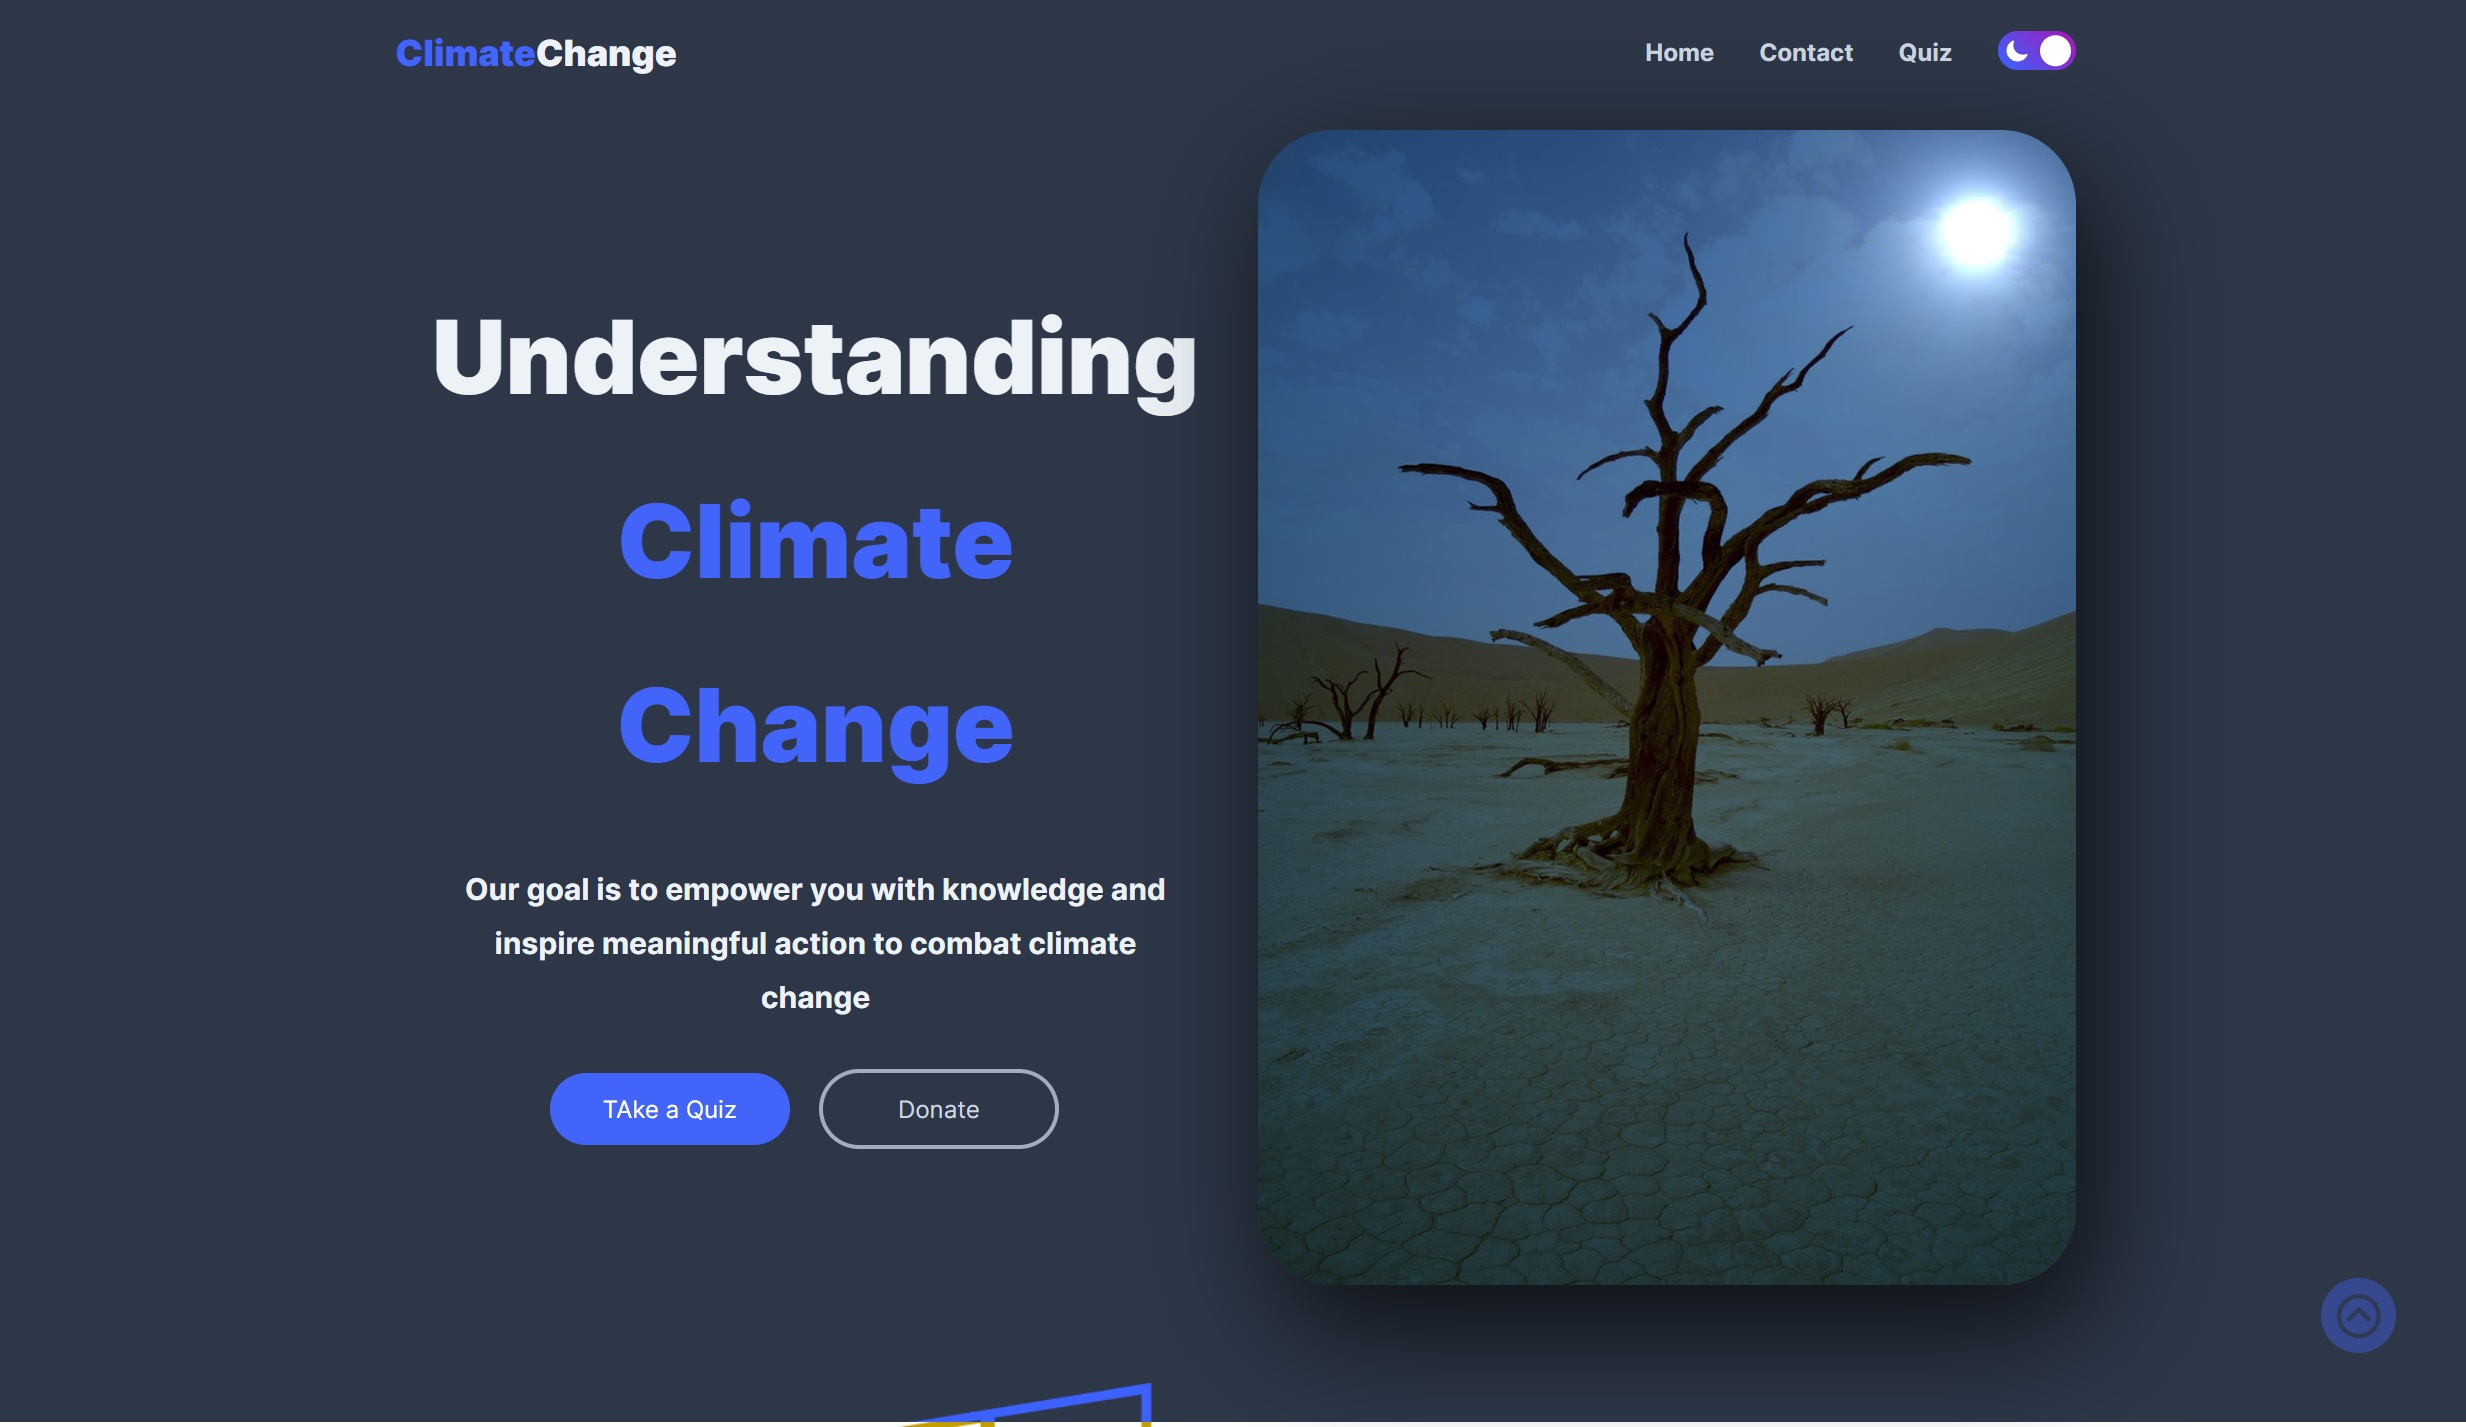 ClimateChange
Home Contact Quiz
Understanding
Climate
Change
Our goal is to empower you with knowledge and
inspire meaningful action to combat climate
change
TAke a Quiz
Donate